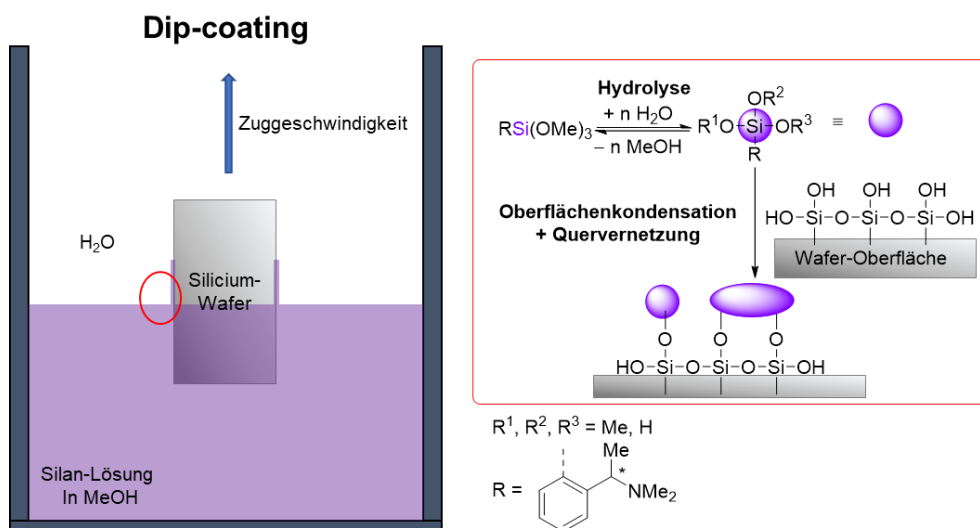 Dip-coating
Zuggeschwindigkeit
H₂O
Silicium-
Wafer
Silan-Lösung
In MeOH
Hydrolyse
+ n H₂O
RSi(OMe)₃
− n MeOH
OR²
R¹O Si OR³
R
≡
Oberflächenkondensation
+ Quervernetzung
OH OH OH
HO Si O Si O Si OH
Wafer-Oberfläche
O O O
HO Si O Si O Si OH
R¹, R², R³ = Me, H
Me
*
R =
NMe₂